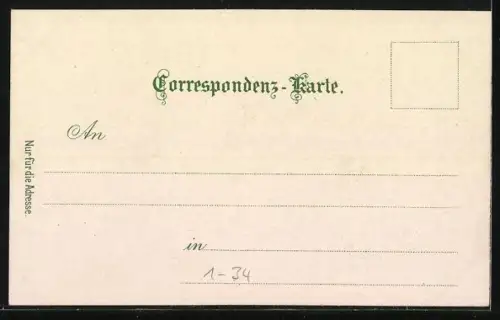 Correspondenz-Karte.
An
Nur für die Adresse.
in
1-34